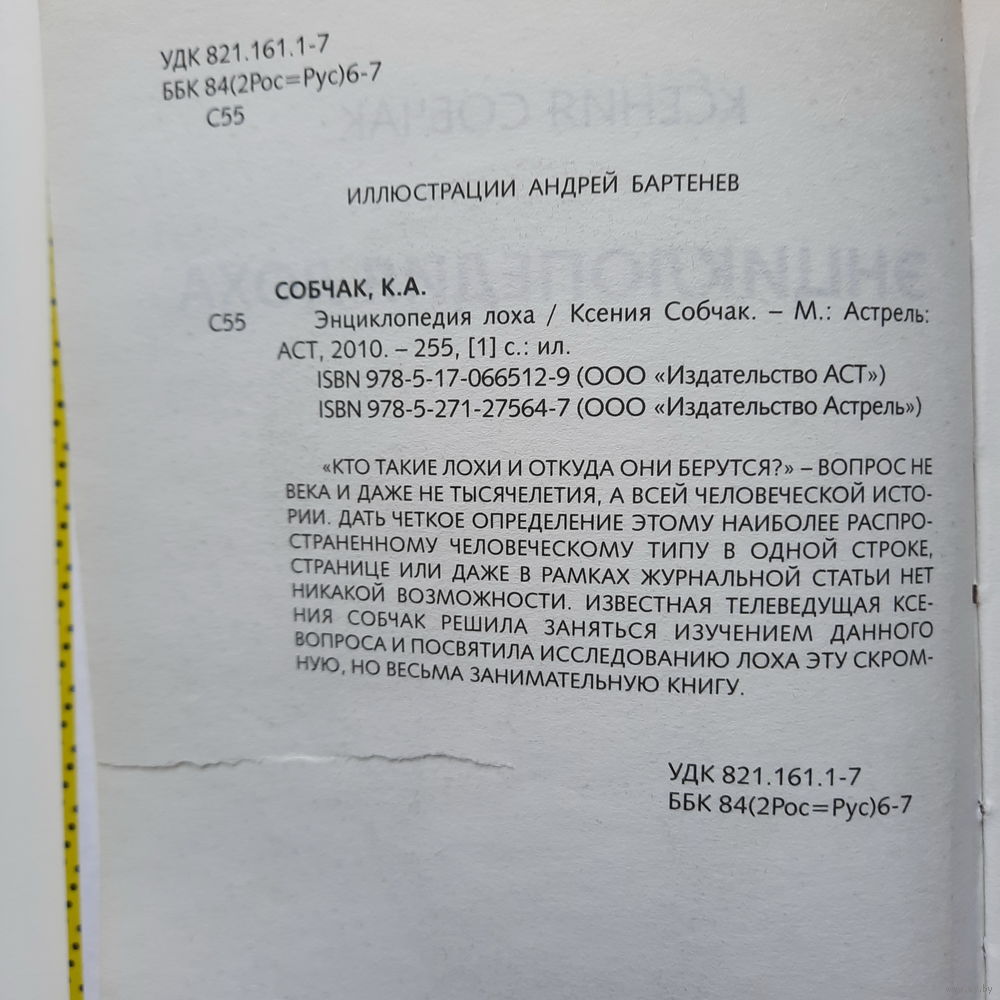 УДК 821.161.1-7
ББК 84(2Рос=Рус)6-7
С55
ИЛЛЮСТРАЦИИ АНДРЕЙ БАРТЕНЕВ
СОБЧАК, К.А.
С55 Энциклопедия лоха / Ксения Собчак. – М.: Астрель:
АСТ, 2010. – 255, [1] с.: ил.
ISBN 978-5-17-066512-9 (ООО «Издательство АСТ»)
ISBN 978-5-271-27564-7 (ООО «Издательство Астрель»)
«КТО ТАКИЕ ЛОХИ И ОТКУДА ОНИ БЕРУТСЯ?» – ВОПРОС НЕ
ВЕКА И ДАЖЕ НЕ ТЫСЯЧЕЛЕТИЯ, А ВСЕЙ ЧЕЛОВЕЧЕСКОЙ ИСТО-
РИИ. ДАТЬ ЧЕТКОЕ ОПРЕДЕЛЕНИЕ ЭТОМУ НАИБОЛЕЕ РАСПРО-
СТРАНЕННОМУ ЧЕЛОВЕЧЕСКОМУ ТИПУ В ОДНОЙ СТРОКЕ,
СТРАНИЦЕ ИЛИ ДАЖЕ В РАМКАХ ЖУРНАЛЬНОЙ СТАТЬИ НЕТ
НИКАКОЙ ВОЗМОЖНОСТИ. ИЗВЕСТНАЯ ТЕЛЕВЕДУЩАЯ КСЕ-
НИЯ СОБЧАК РЕШИЛА ЗАНЯТЬСЯ ИЗУЧЕНИЕМ ДАННОГО
ВОПРОСА И ПОСВЯТИЛА ИССЛЕДОВАНИЮ ЛОХА ЭТУ СКРОМ-
НУЮ, НО ВЕСЬМА ЗАНИМАТЕЛЬНУЮ КНИГУ.
УДК 821.161.1-7
ББК 84(2Рос=Рус)6-7